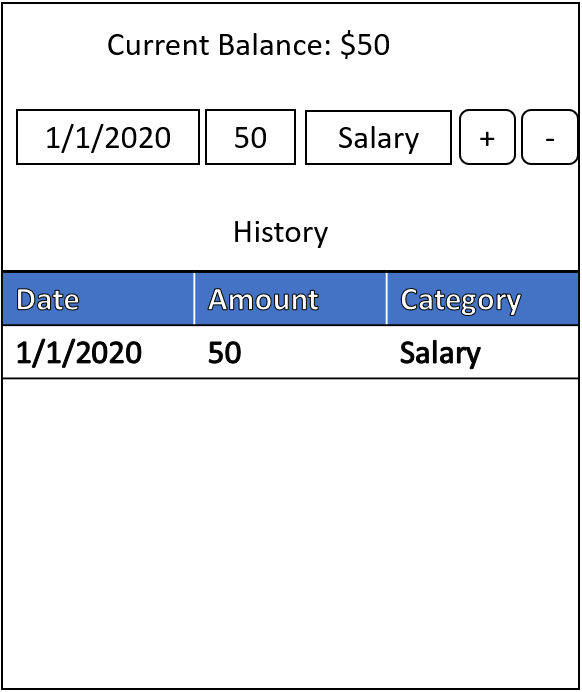 Current Balance: $50
1/1/2020 50 Salary + -
History
Date Amount Category
1/1/2020 50 Salary